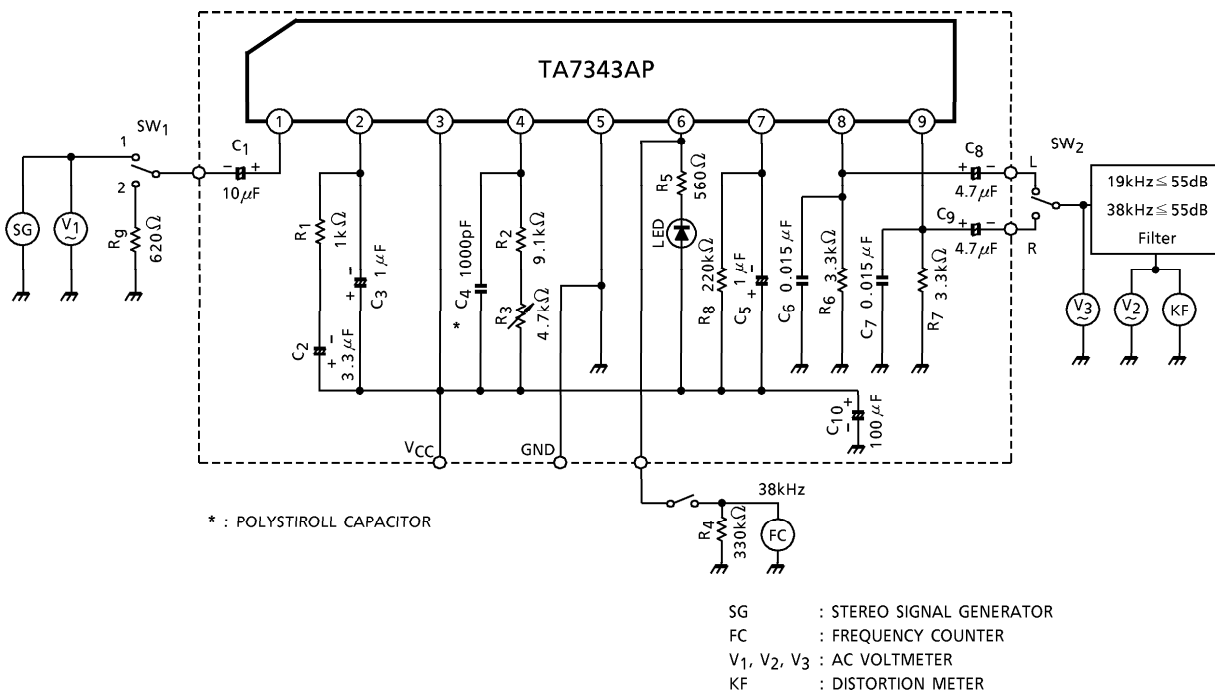 TA7343AP
1 2 3 4 5 6 7 8 9
SW1
1
2
C1
− +
10μF
SG
V1
~
Rg
620Ω
R1
1kΩ
C2
− +
3.3μF
C3
− +
1μF
C4
1000pF
*
R2
9.1kΩ
R3
4.7kΩ
R5
560Ω
LED
R8
220kΩ
C5
− +
1μF
C6
0.015μF
R6
3.3kΩ
C7
0.015μF
R7
3.3kΩ
C8
+ −
4.7μF
C9
+ −
4.7μF
L
R
SW2
19kHz≦55dB
38kHz≦55dB
Filter
V3
~
V2
~
KF
C10
+ −
100μF
VCC
GND
38kHz
R4
330kΩ
FC
* : POLYSTIROLL CAPACITOR
SG : STEREO SIGNAL GENERATOR
FC : FREQUENCY COUNTER
V1, V2, V3 : AC VOLTMETER
KF : DISTORTION METER